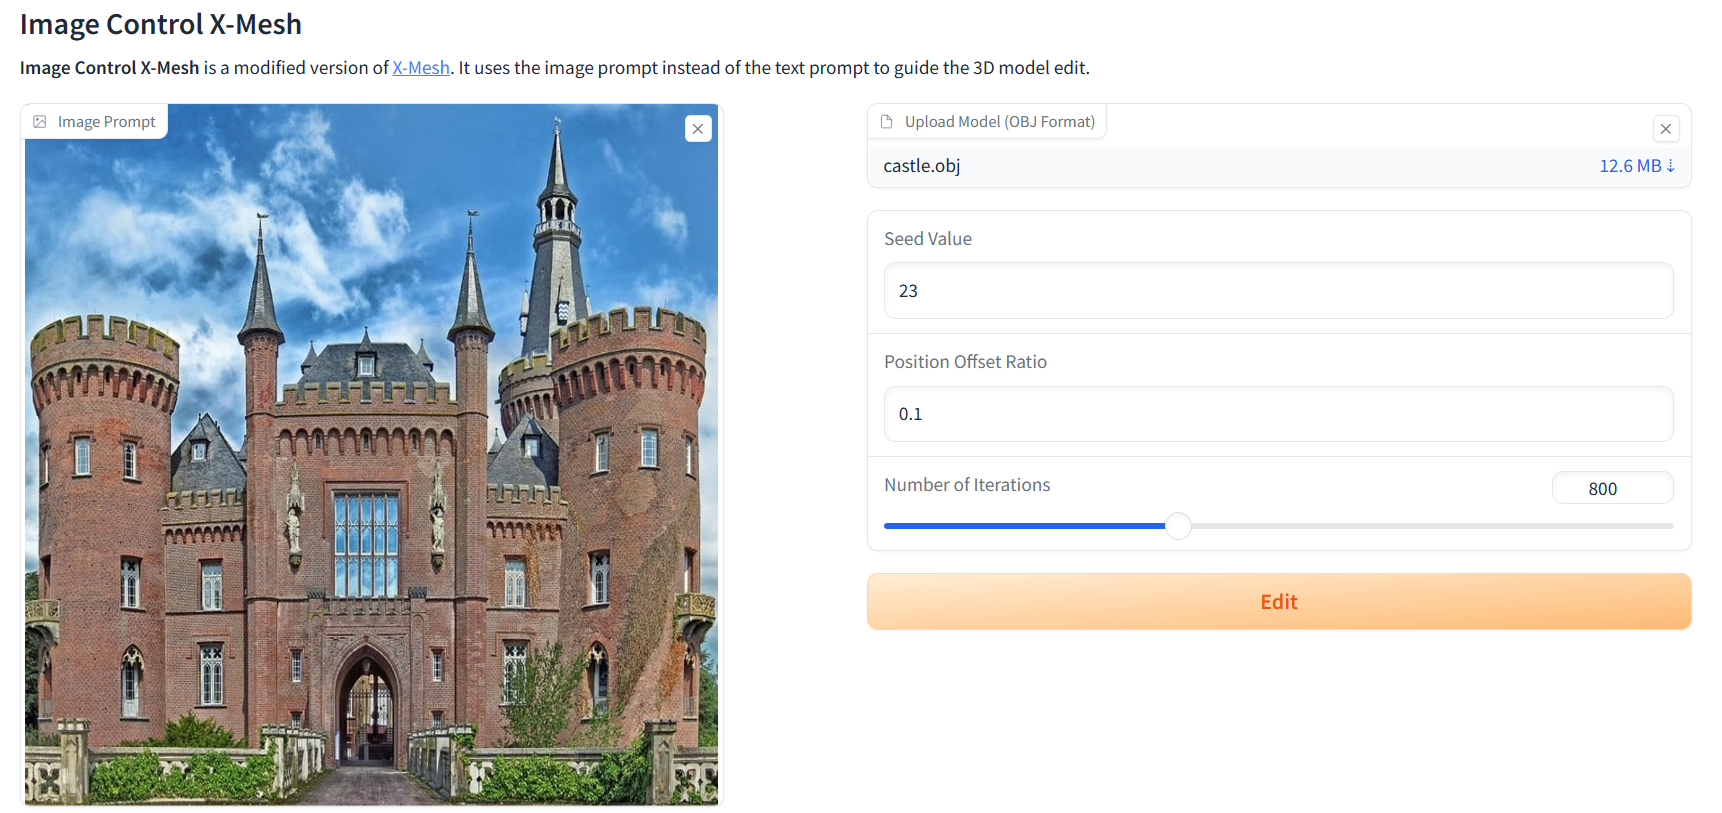 Image Control X-Mesh
Image Control X-Mesh is a modified version of X-Mesh. It uses the image prompt instead of the text prompt to guide the 3D model edit.
Image Prompt
Upload Model (OBJ Format)
castle.obj
12.6 MB ⇣
Seed Value
23
Position Offset Ratio
0.1
Number of Iterations
800
Edit